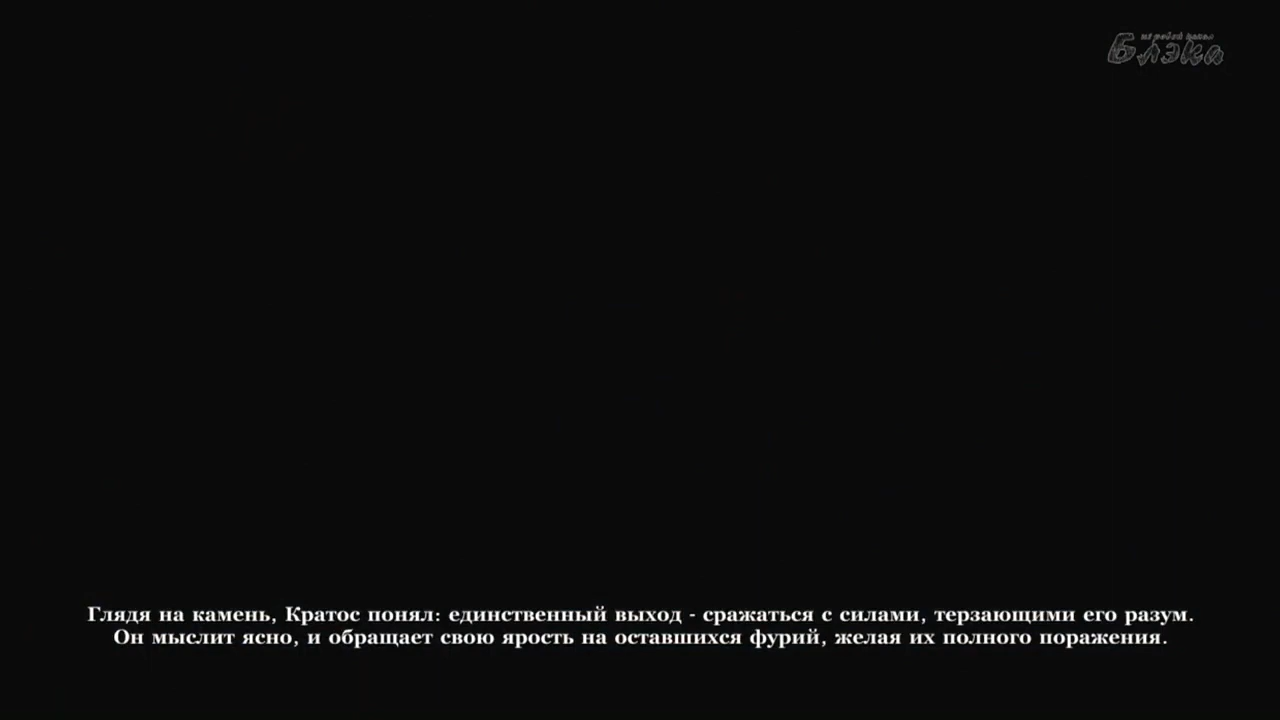 Блэка
Глядя на камень, Кратос понял: единственный выход - сражаться с силами, терзающими его разум.
Он мыслит ясно, и обращает свою ярость на оставшихся фурий, желая их полного поражения.